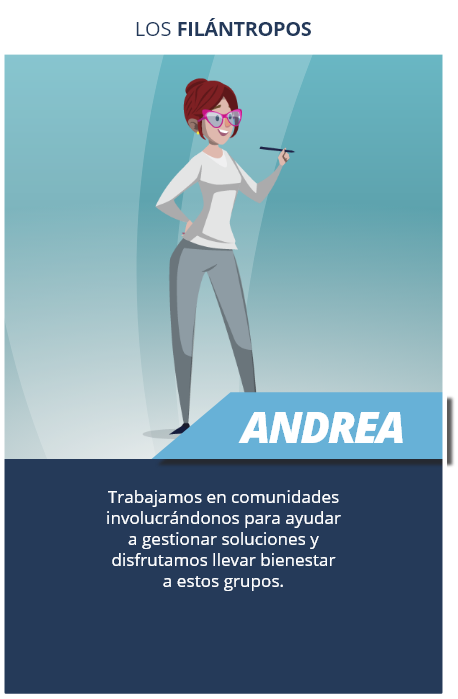 LOS FILÁNTROPOS
ANDREA
Trabajamos en comunidades
involucrándonos para ayudar
a gestionar soluciones y
disfrutamos llevar bienestar
a estos grupos.